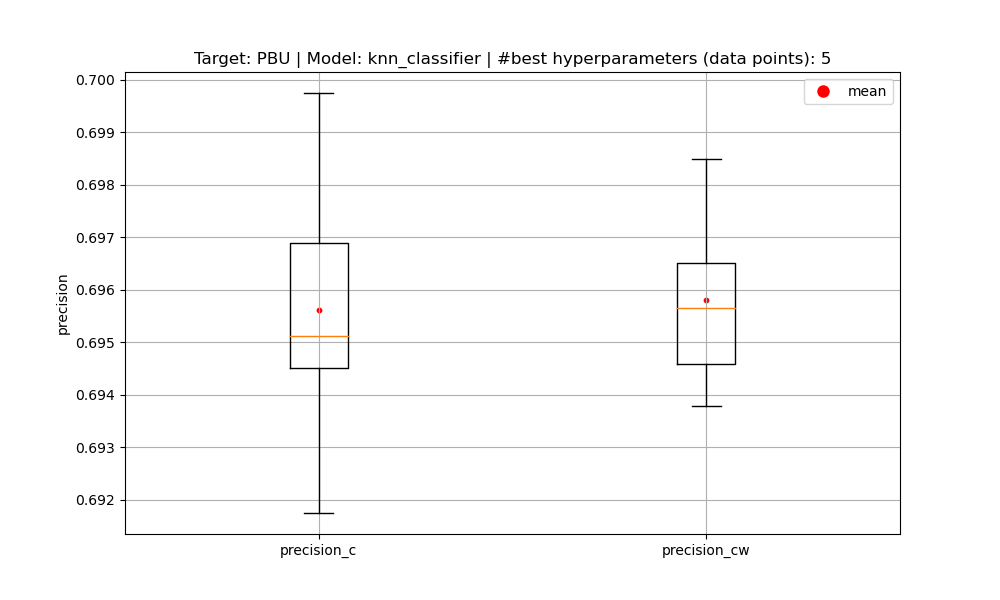 Target: PBU | Model: knn_classifier | #best hyperparameters (data points): 5
mean
0.700
0.699
0.698
0.697
0.696
0.695
0.694
0.693
0.692
precision
precision_c
precision_cw